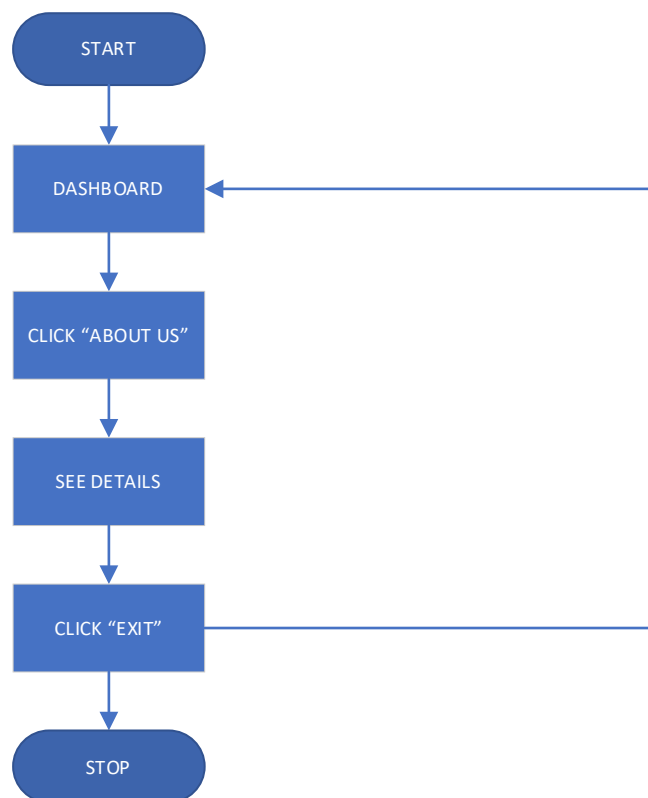 START
DASHBOARD
CLICK “ABOUT US”
SEE DETAILS
CLICK “EXIT”
STOP